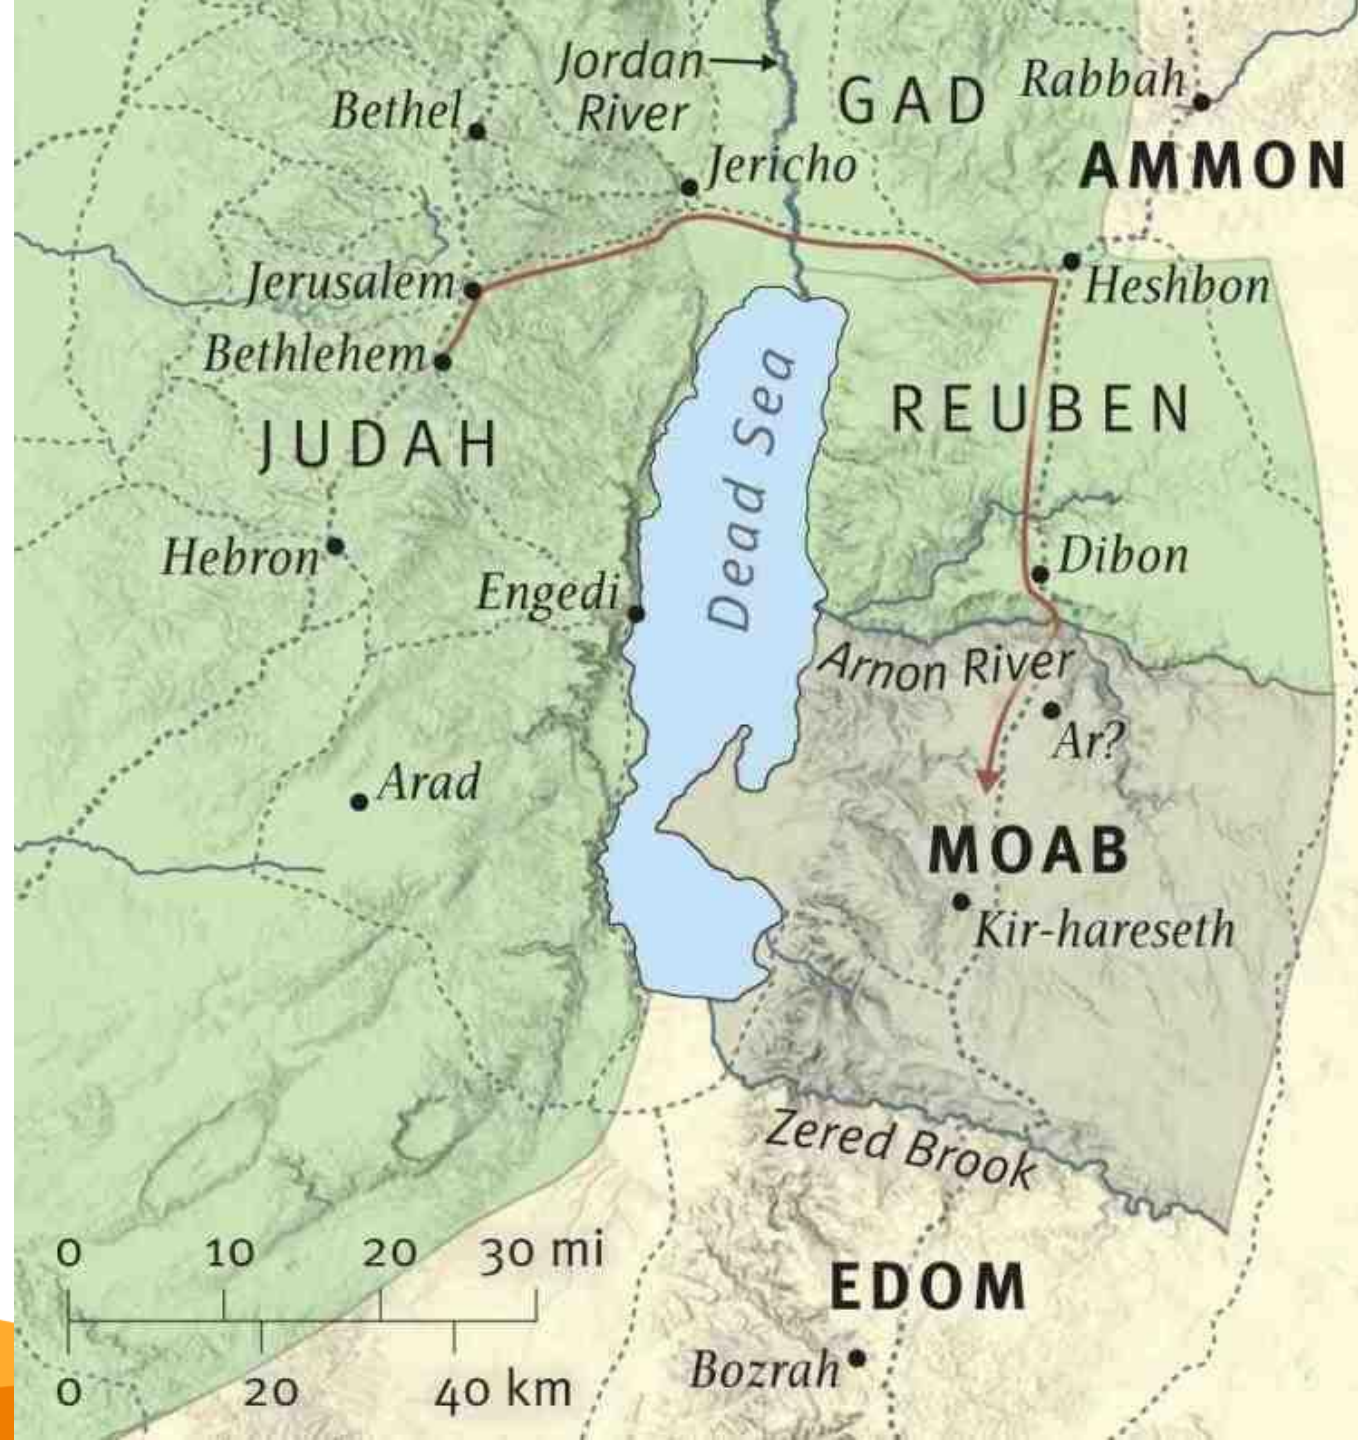 Jordan
River
GAD
Rabbah
Bethel
AMMON
Jericho
Jerusalem
Heshbon
Bethlehem
Dead Sea
REUBEN
JUDAH
Hebron
Engedi
Dibon
Arnon River
Ar?
Arad
MOAB
Kir-hareseth
Zered Brook
0 10 20 30 mi
EDOM
Bozrah
0 20 40 km